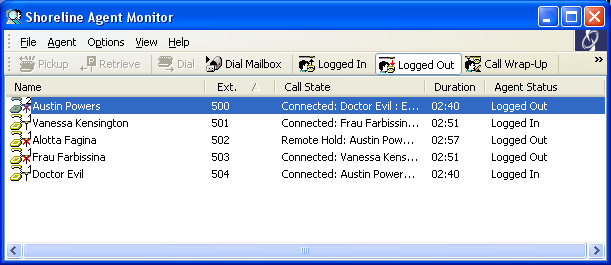 Shoreline Agent Monitor
File Agent Options View Help
Pickup Retrieve Dial Dial Mailbox Logged In Logged Out Call Wrap-Up »
Name Ext. Call State Duration Agent Status
Austin Powers 500 Connected: Doctor Evil : E... 02:40 Logged Out
Vanessa Kensington 501 Connected: Frau Farbissin... 02:51 Logged In
Alotta Fagina 502 Remote Hold: Austin Pow... 02:57 Logged Out
Frau Farbissina 503 Connected: Vanessa Kens... 02:51 Logged Out
Doctor Evil 504 Connected: Austin Power... 02:40 Logged In